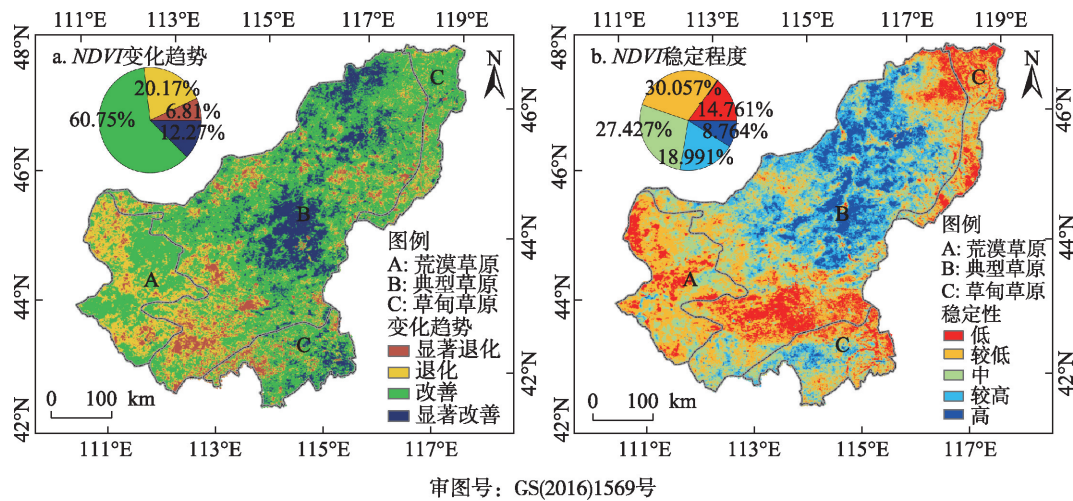 111°E 113°E 115°E 117°E 119°E
48°N
46°N
44°N
42°N
a. NDVI变化趋势
20.17%
6.81%
60.75%
12.27%
N
C
B
A
C
图例
A: 荒漠草原
B: 典型草原
C: 草甸草原
变化趋势
显著退化
退化
改善
显著改善
0 100 km
46°N
44°N
42°N
111°E 113°E 115°E 117°E
111°E 113°E 115°E 117°E 119°E
48°N
46°N
44°N
42°N
b. NDVI稳定程度
30.057%
14.761%
27.427%
8.764%
18.991%
N
C
B
A
C
图例
A: 荒漠草原
B: 典型草原
C: 草甸草原
稳定性
低
较低
中
较高
高
0 100 km
46°N
44°N
42°N
111°E 113°E 115°E 117°E
审图号：GS(2016)1569号